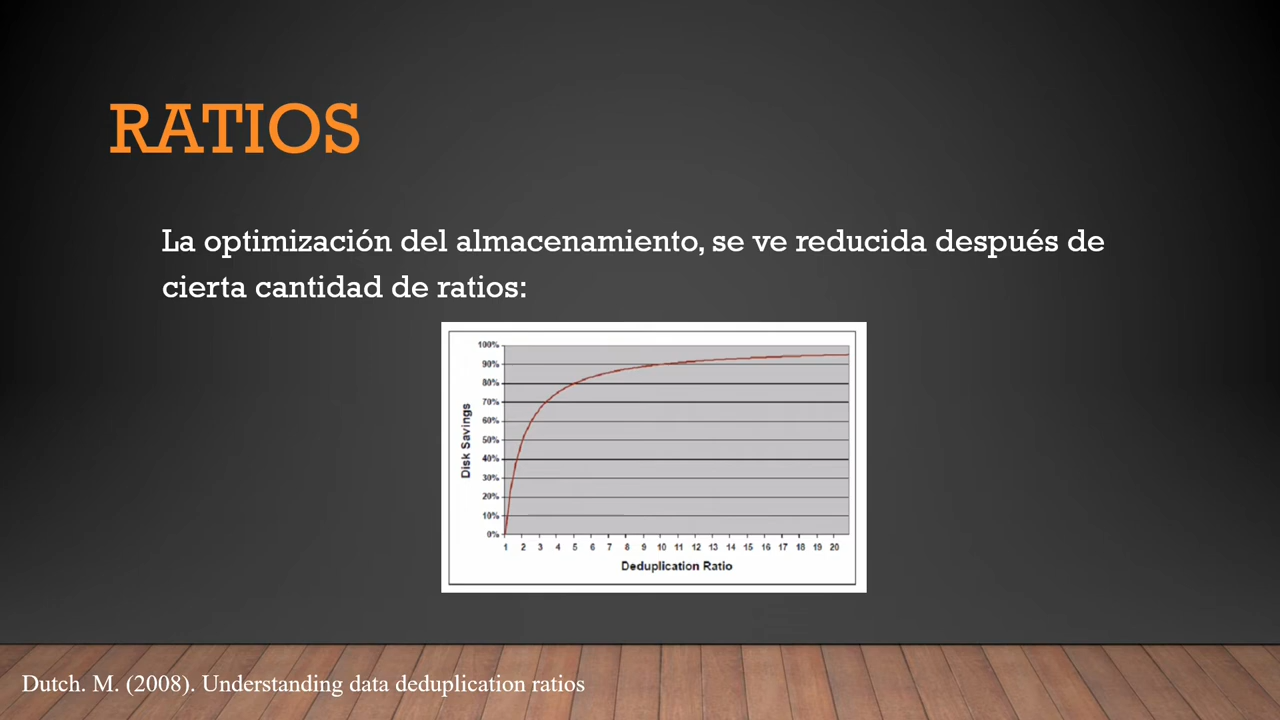 RATIOS
La optimización del almacenamiento, se ve reducida después de
cierta cantidad de ratios:
100%
90%
80%
70%
60%
50%
40%
30%
20%
10%
0%
Disk Savings
1 2 3 4 5 6 7 8 9 10 11 12 13 14 15 16 17 18 19 20
Deduplication Ratio
Dutch. M. (2008). Understanding data deduplication ratios